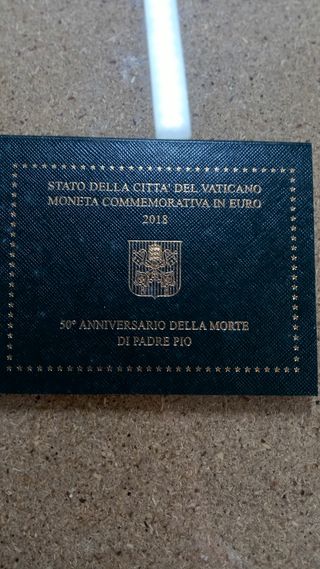 STATO DELLA CITTA' DEL VATICANO
MONETA COMMEMORATIVA IN EURO
2018
50° ANNIVERSARIO DELLA MORTE
DI PADRE PIO